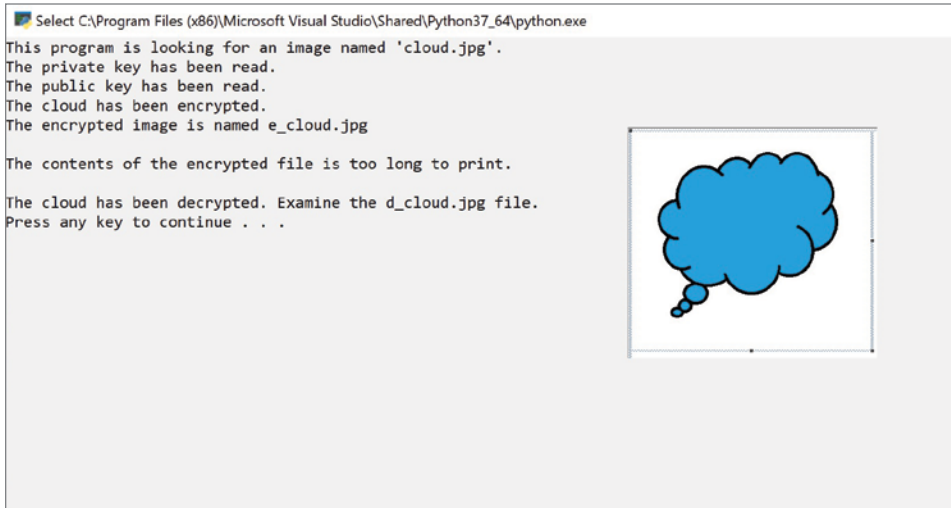 Select C:\Program Files (x86)\Microsoft Visual Studio\Shared\Python37_64\python.exe
This program is looking for an image named 'cloud.jpg'.
The private key has been read.
The public key has been read.
The cloud has been encrypted.
The encrypted image is named e_cloud.jpg
The contents of the encrypted file is too long to print.
The cloud has been decrypted. Examine the d_cloud.jpg file.
Press any key to continue . . .